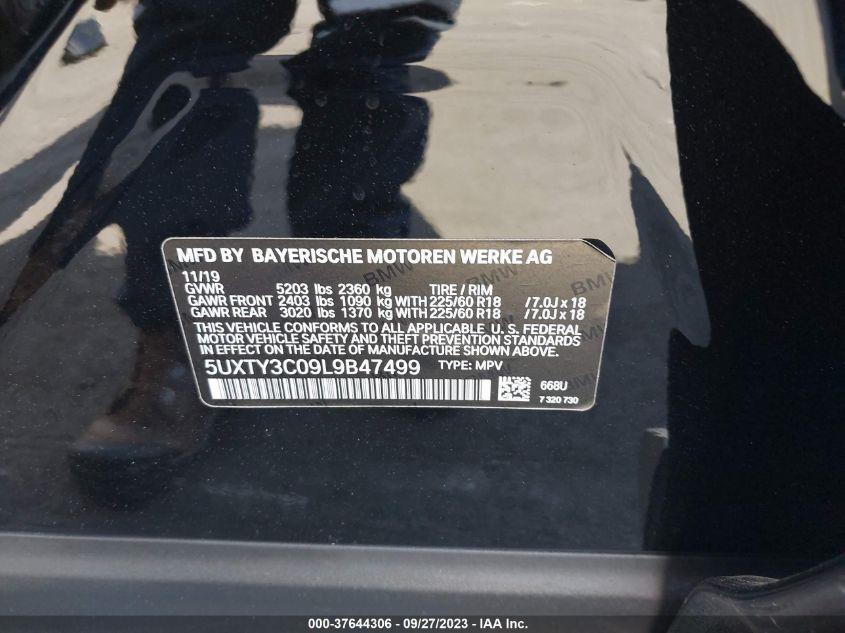 MFD BY BAYERISCHE MOTOREN WERKE AG
11/19
GVWR 5203 lbs 2360 kg TIRE / RIM
GAWR FRONT 2403 lbs 1090 kg WITH 225/60 R18 / 7.0J x 18
GAWR REAR 3020 lbs 1370 kg WITH 225/60 R18 / 7.0J x 18
THIS VEHICLE CONFORMS TO ALL APPLICABLE U. S. FEDERAL
MOTOR VEHICLE SAFETY AND THEFT PREVENTION
STANDARDS IN EFFECT ON THE DATE OF MANUFACTURE SHOWN ABOVE.
5UXTY3C09L9B47499 TYPE: MPV
668U
7 320 730
BMW
BMW
BMW
BMW
000-37644306 - 09/27/2023 - IAA Inc.